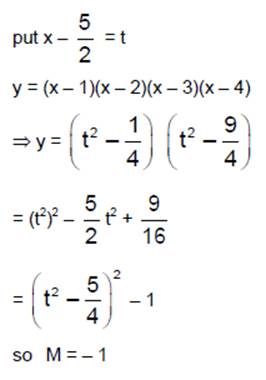 put x – 5/2 = t
y = (x – 1)(x – 2)(x – 3)(x – 4)
⇒ y = (t² – 1/4) (t² – 9/4)
= (t²)² – 5/2 t² + 9/16
= (t² – 5/4)² – 1
so M = – 1